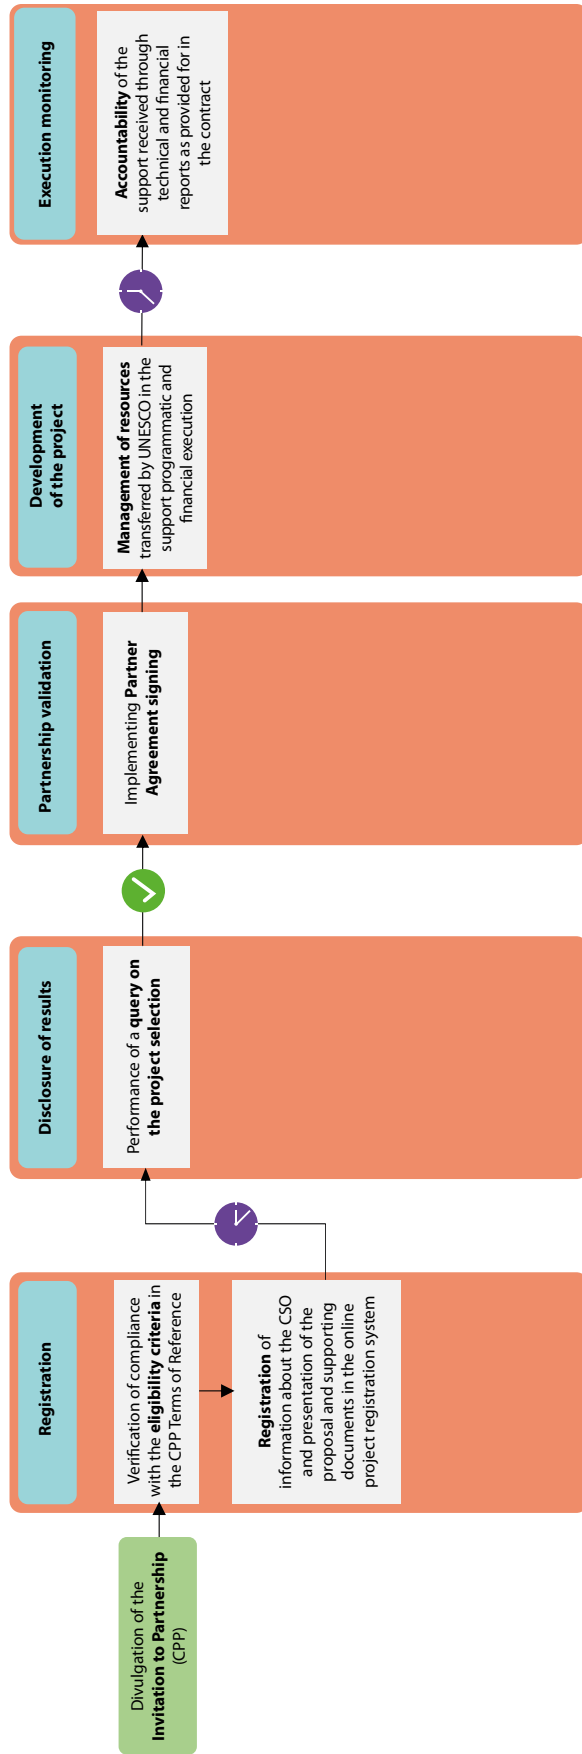 Divulgation of the
Invitation to Partnership
(CPP)
Registration
Verification of compliance
with the eligibility criteria in
the CPP Terms of Reference
Registration of
information about the CSO
and presentation of the
proposal and supporting
documents in the online
project registration system
Disclosure of results
Performance of a query on
the project selection
Partnership validation
Implementing Partner
Agreement signing
Development
of the project
Management of resources
transferred by UNESCO in the
support programmatic and
financial execution
Execution monitoring
Accountability of the
support received through
technical and financial
reports as provided for in
the contract